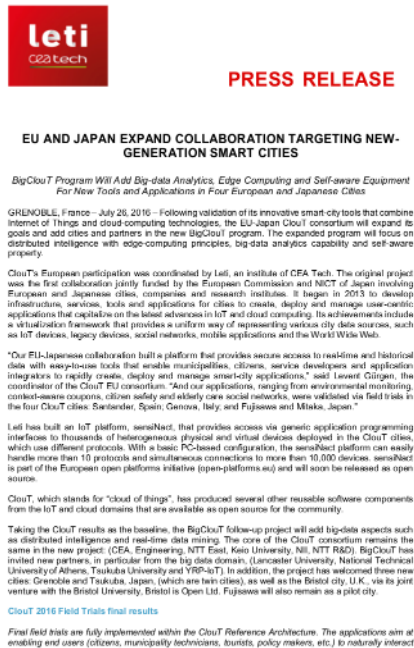 leti
ceatech
PRESS RELEASE
EU AND JAPAN EXPAND COLLABORATION TARGETING NEW-
GENERATION SMART CITIES
BigClouT Program Will Add Big-data Analytics, Edge Computing and Self-aware Equipment
For New Tools and Applications in Four European and Japanese Cities
GRENOBLE, France – July 26, 2016 – Following validation of its innovative smart-city tools that combine
Internet of Things and cloud-computing technologies, the EU-Japan ClouT consortium will expand its
goals and add cities and partners in the new BigClouT program. The expanded program will focus on
distributed intelligence with edge-computing principles, big-data analytics capability and self-aware
property.
ClouT's European participation was coordinated by Leti, an institute of CEA Tech. The original project
was the first collaboration jointly funded by the European Commission and NICT of Japan involving
European and Japanese cities, companies and research institutes. It began in 2013 to develop
infrastructure, services, tools and applications for cities to create, deploy and manage user-centric
applications that capitalize on the latest advances in IoT and cloud computing. Its achievements include
a virtualization framework that provides a uniform way of representing various city data sources, such
as IoT devices, legacy devices, social networks, mobile applications and the World Wide Web.
"Our EU-Japanese collaboration built a platform that provides secure access to real-time and historical
data with easy-to-use tools that enable municipalities, citizens, service developers and application
integrators to rapidly create, deploy and manage smart-city applications," said Levent Gürgen, the
coordinator of the ClouT EU consortium. "And our applications, ranging from environmental monitoring,
context-aware coupons, citizen safety and elderly care social networks, were validated via field trials in
the four ClouT cities: Santander, Spain; Genova, Italy; and Fujisawa and Mitaka, Japan."
Leti has built an IoT platform, sensiNact, that provides access via generic application programming
interfaces to thousands of heterogeneous physical and virtual devices deployed in the ClouT cities,
which use different protocols. With a basic PC-based configuration, the sensiNact platform can easily
handle more than 10 protocols and simultaneous connections to more than 10,000 devices. sensiNact
is part of the European open platforms initiative (open-platforms.eu) and will soon be released as open
source.
ClouT, which stands for "cloud of things", has produced several other reusable software components
from the IoT and cloud domains that are available as open source for the community.
Taking the ClouT results as the baseline, the BigClouT follow-up project will add big-data aspects such
as distributed intelligence and real-time data mining. The core of the ClouT consortium remains the
same in the new project: (CEA, Engineering, NTT East, Keio University, NII, NTT R&D). BigClouT has
invited new partners, in particular from the big data domain, (Lancaster University, National Technical
University of Athens, Tsukuba University and YRP-IoT). In addition, the project has welcomed three new
cities: Grenoble and Tsukuba, Japan, (which are twin cities), as well as the Bristol city, U.K., via its joint
venture with the Bristol University, Bristol is Open Ltd. Fujisawa will also remain as a pilot city.
ClouT 2016 Field Trials final results
Final field trials are fully implemented within the ClouT Reference Architecture. The applications aim at
enabling end users (citizens, municipality technicians, tourists, policy makers, etc.) to naturally interact